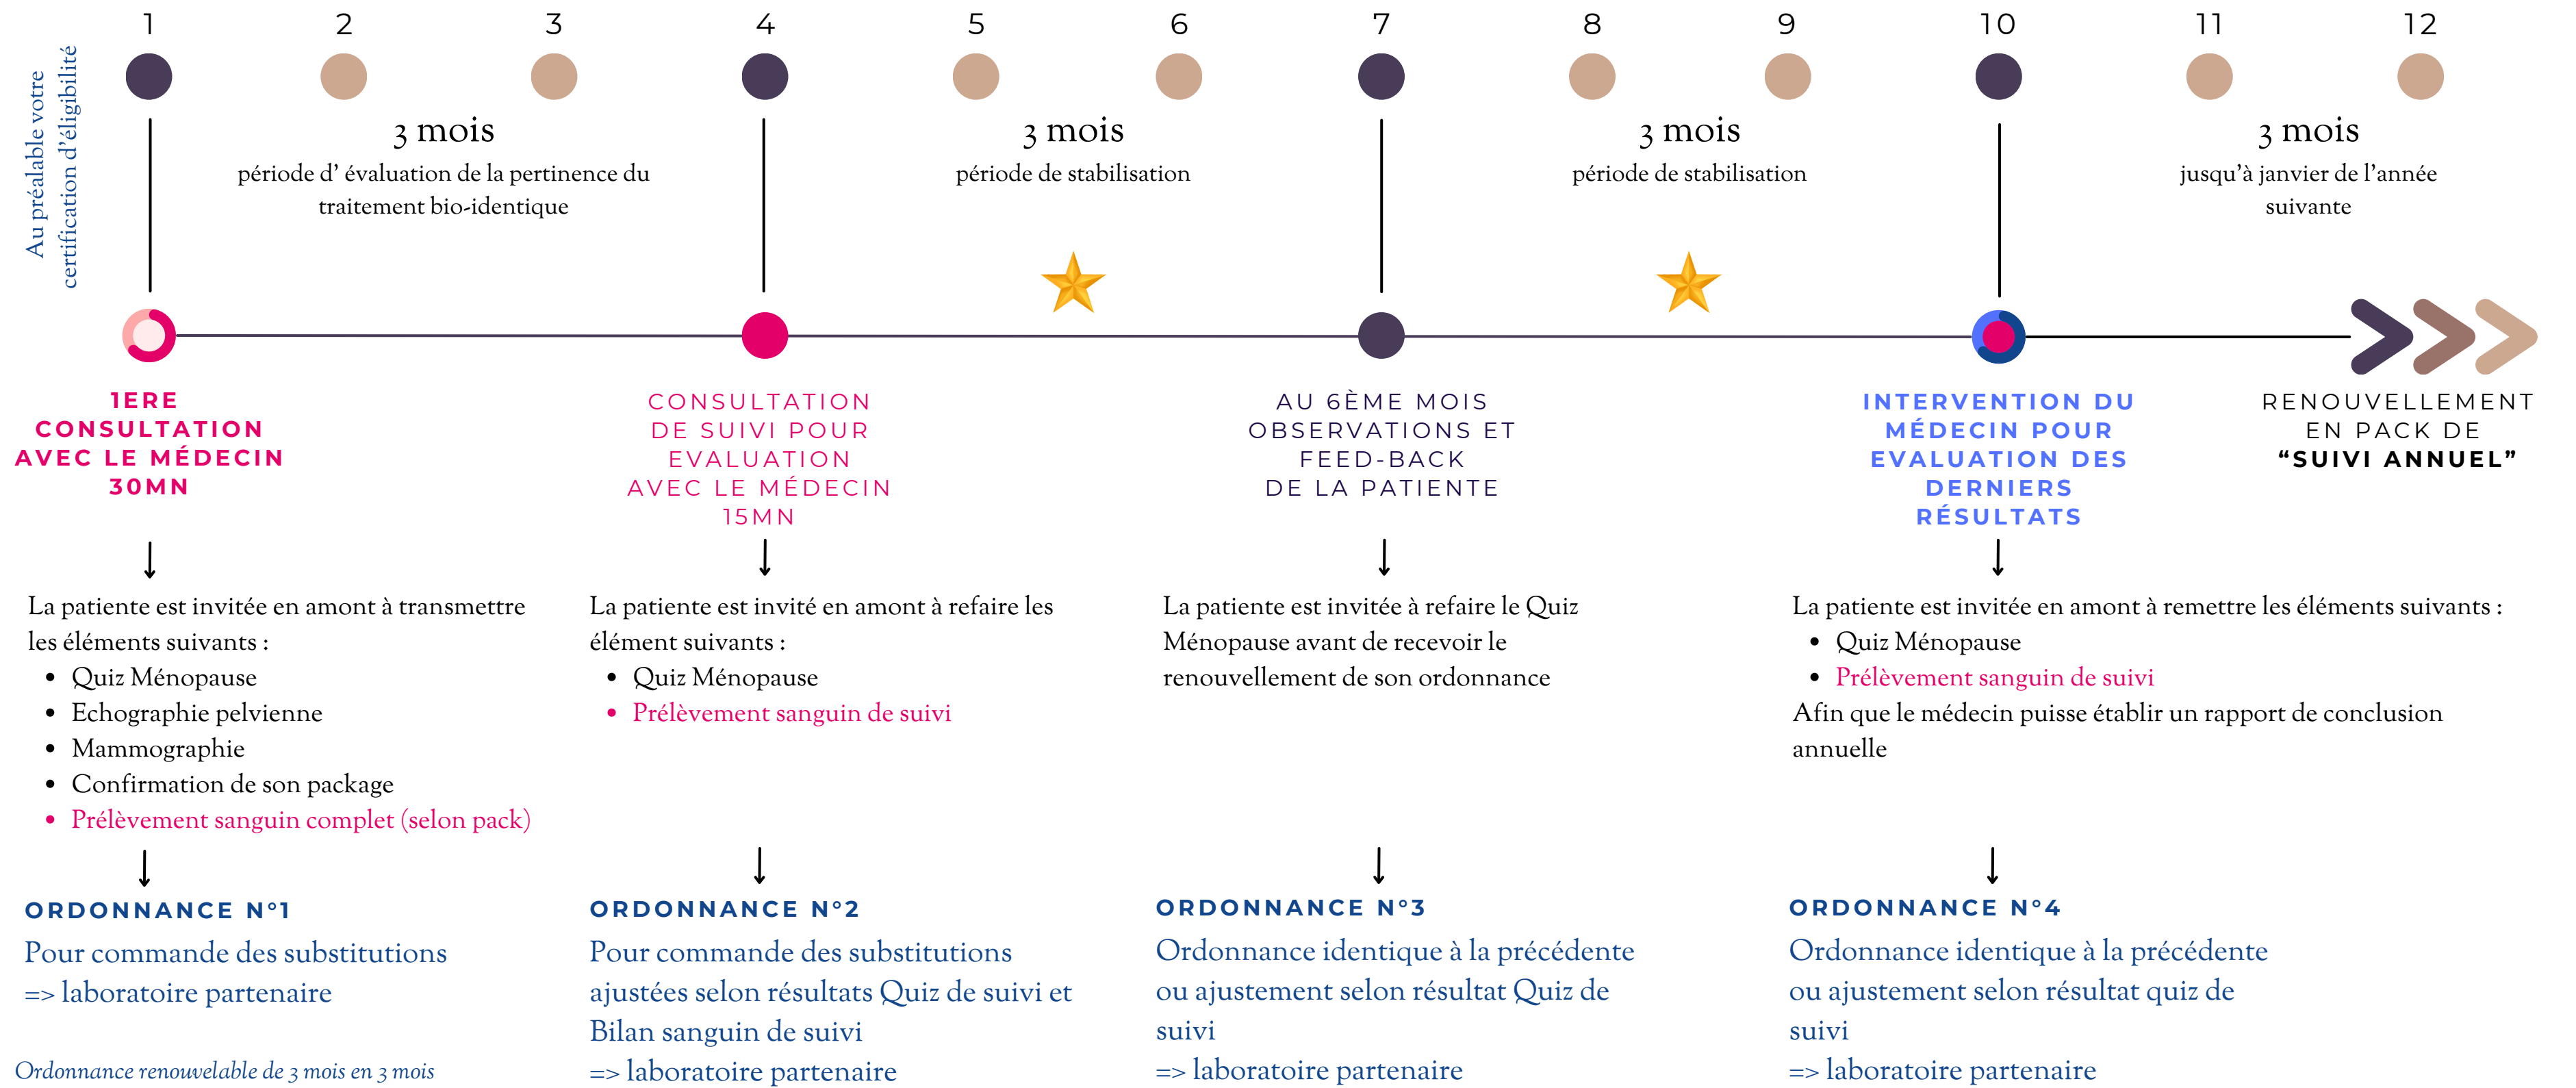 1
2
3
4
5
6
7
8
9
10
11
12
Au préalable votre
certification d'éligibilité
3 mois
période d' évaluation de la pertinence du
traitement bio-identique
3 mois
période de stabilisation
3 mois
période de stabilisation
3 mois
jusqu'à janvier de l'année
suivante
1ERE
CONSULTATION
AVEC LE MÉDECIN
30MN
CONSULTATION
DE SUIVI POUR
EVALUATION
AVEC LE MÉDECIN
15MN
AU 6ÈME MOIS
OBSERVATIONS ET
FEED-BACK
DE LA PATIENTE
INTERVENTION DU
MÉDECIN POUR
EVALUATION DES
DERNIERS
RÉSULTATS
RENOUVELLEMENT
EN PACK DE
“SUIVI ANNUEL”
La patiente est invitée en amont à transmettre
les éléments suivants :
• Quiz Ménopause
• Echographie pelvienne
• Mammographie
• Confirmation de son package
• Prélèvement sanguin complet (selon pack)
La patiente est invité en amont à refaire les
élément suivants :
• Quiz Ménopause
• Prélèvement sanguin de suivi
La patiente est invitée à refaire le Quiz
Ménopause avant de recevoir le
renouvellement de son ordonnance
La patiente est invitée en amont à remettre les éléments suivants :
• Quiz Ménopause
• Prélèvement sanguin de suivi
Afin que le médecin puisse établir un rapport de conclusion
annuelle
ORDONNANCE N°1
Pour commande des substitutions
=> laboratoire partenaire
Ordonnance renouvelable de 3 mois en 3 mois
ORDONNANCE N°2
Pour commande des substitutions
ajustées selon résultats Quiz de suivi et
Bilan sanguin de suivi
=> laboratoire partenaire
ORDONNANCE N°3
Ordonnance identique à la précédente
ou ajustement selon résultat Quiz de
suivi
=> laboratoire partenaire
ORDONNANCE N°4
Ordonnance identique à la précédente
ou ajustement selon résultat quiz de
suivi
=> laboratoire partenaire